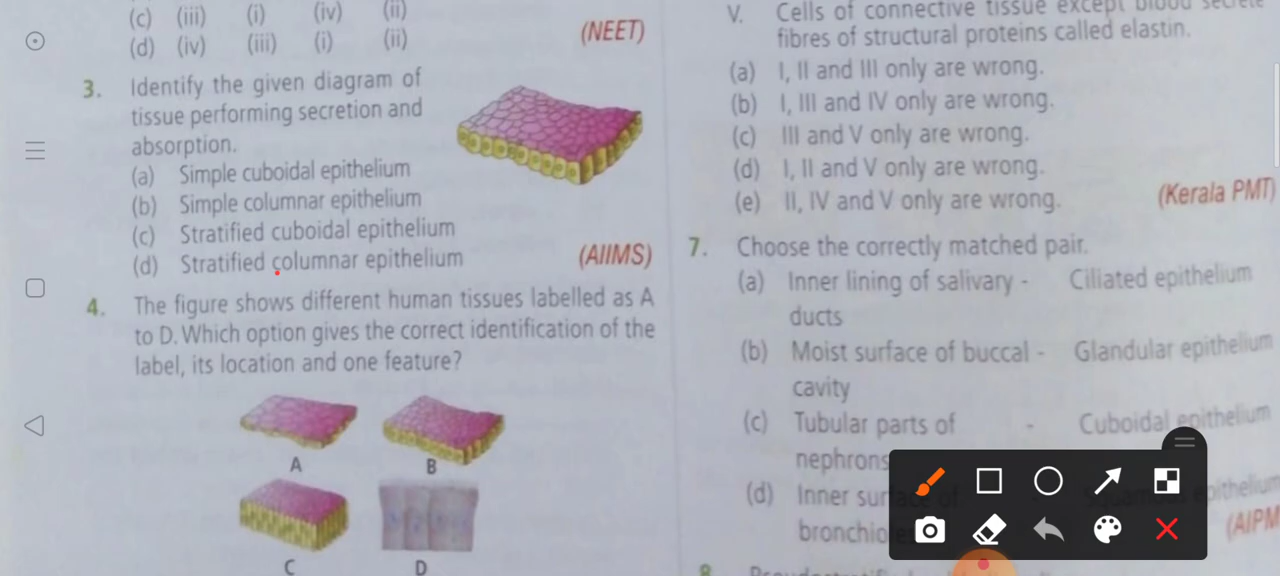 (c) (iii) (i) (iv) (ii)
(d) (iv) (iii) (i) (ii)
(NEET)
3. Identify the given diagram of
tissue performing secretion and
absorption.
(a) Simple cuboidal epithelium
(b) Simple columnar epithelium
(c) Stratified cuboidal epithelium
(d) Stratified columnar epithelium
(AIIMS)
4. The figure shows different human tissues labelled as A
to D. Which option gives the correct identification of the
label, its location and one feature?
A B
C D
V. Cells of connective tissue except blood secrete
fibres of structural proteins called elastin.
(a) I, II and III only are wrong.
(b) I, III and IV only are wrong.
(c) III and V only are wrong.
(d) I, II and V only are wrong.
(e) II, IV and V only are wrong.
(Kerala PMT)
7. Choose the correctly matched pair.
(a) Inner lining of salivary - Ciliated epithelium
ducts
(b) Moist surface of buccal - Glandular epithelium
cavity
(c) Tubular parts of - Cuboidal epithelium
nephrons
(d) Inner epithelium
(AIPM
8.